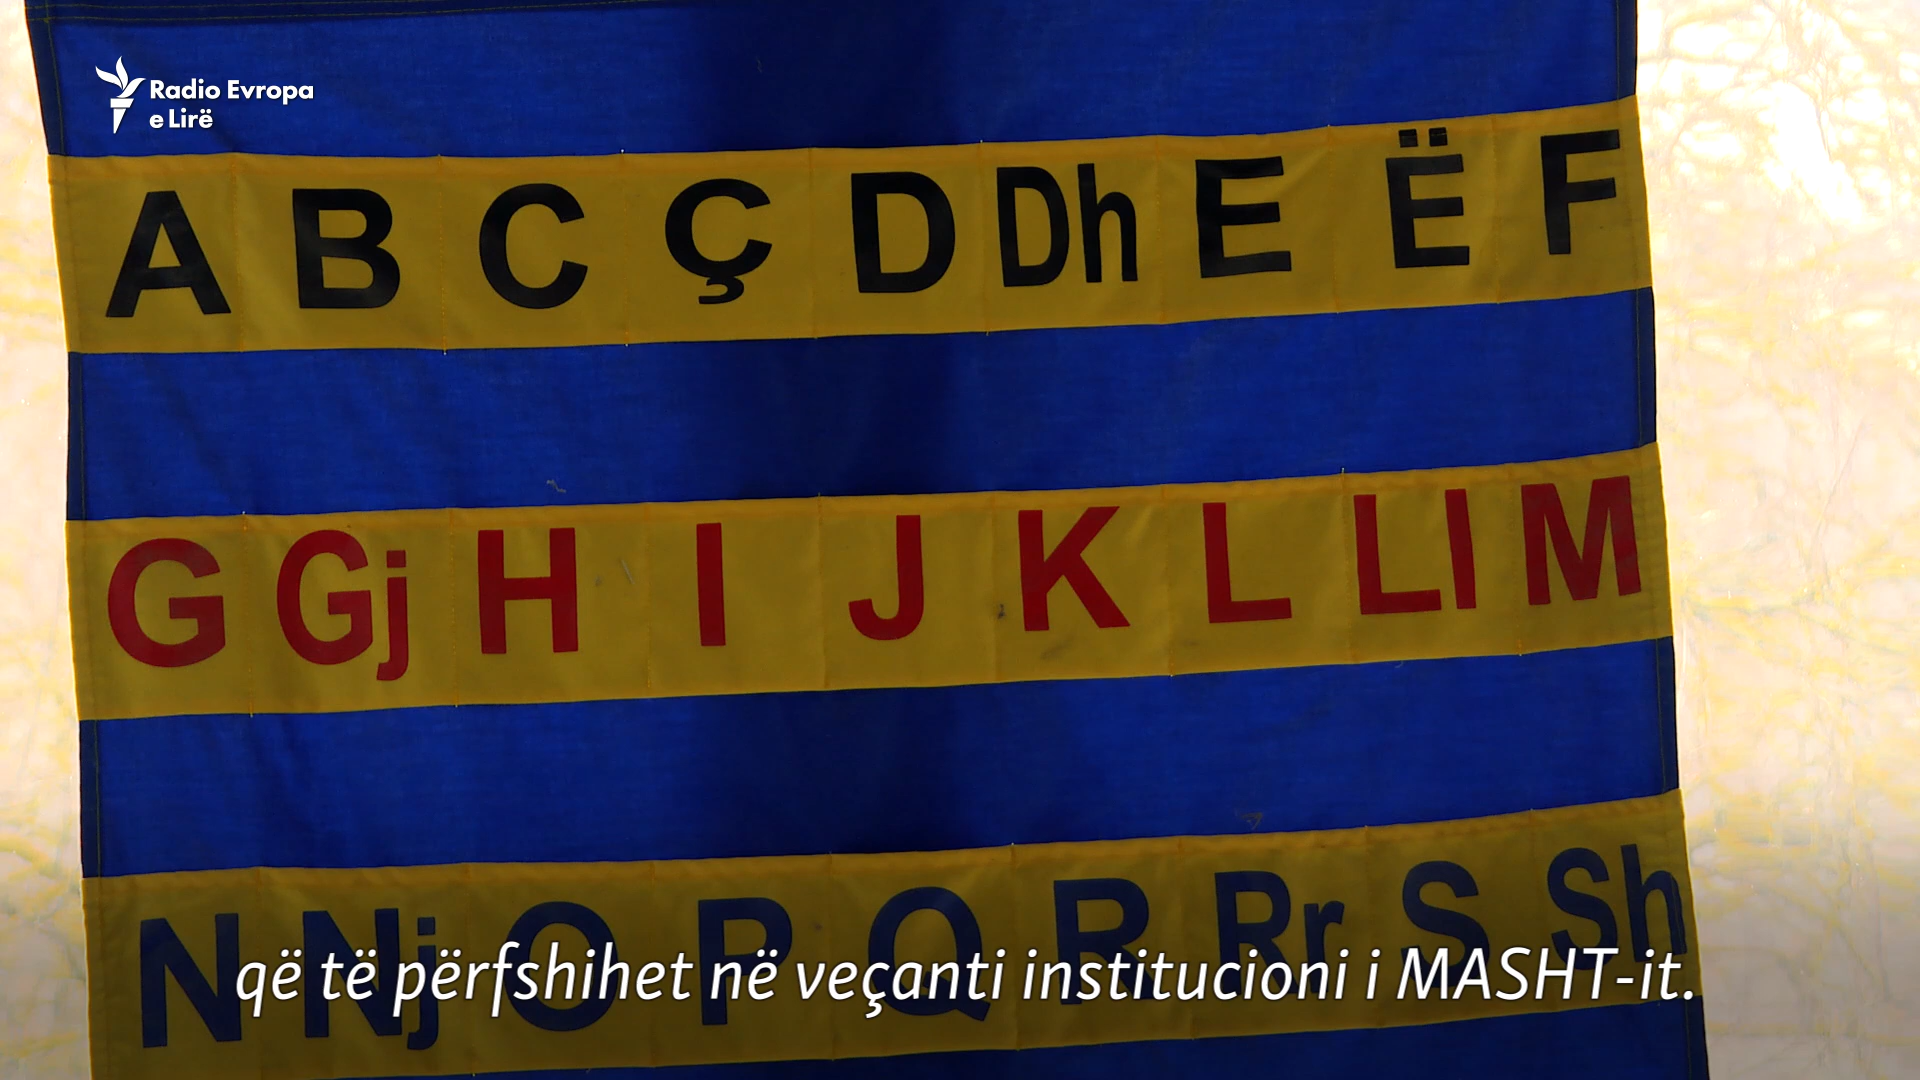 Radio Evropa
e Lirë
A B C Ç D Dh E Ë F
G Gj H I J K L Ll M
N Nj O P Q R Rr S Sh
që të përfshihet në veçanti institucioni i MASHT-it.